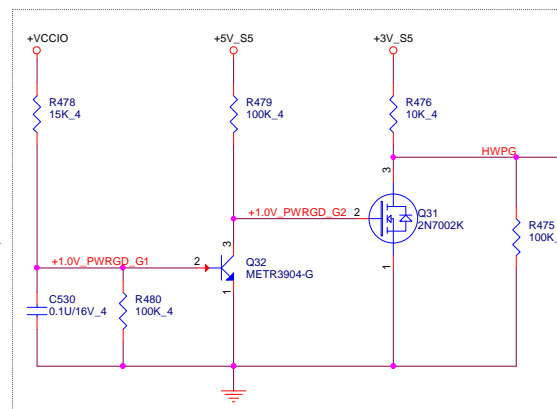 +VCCIO
+5V_S5
+3V_S5
R478
15K_4
R479
100K_4
R476
10K_4
HWPG
3
+1.0V_PWRGD_G2
2
Q31
2N7002K
R475
100K_
1
+1.0V_PWRGD_G1
2
3
Q32
METR3904-G
1
C530
0.1U/16V_4
R480
100K_4